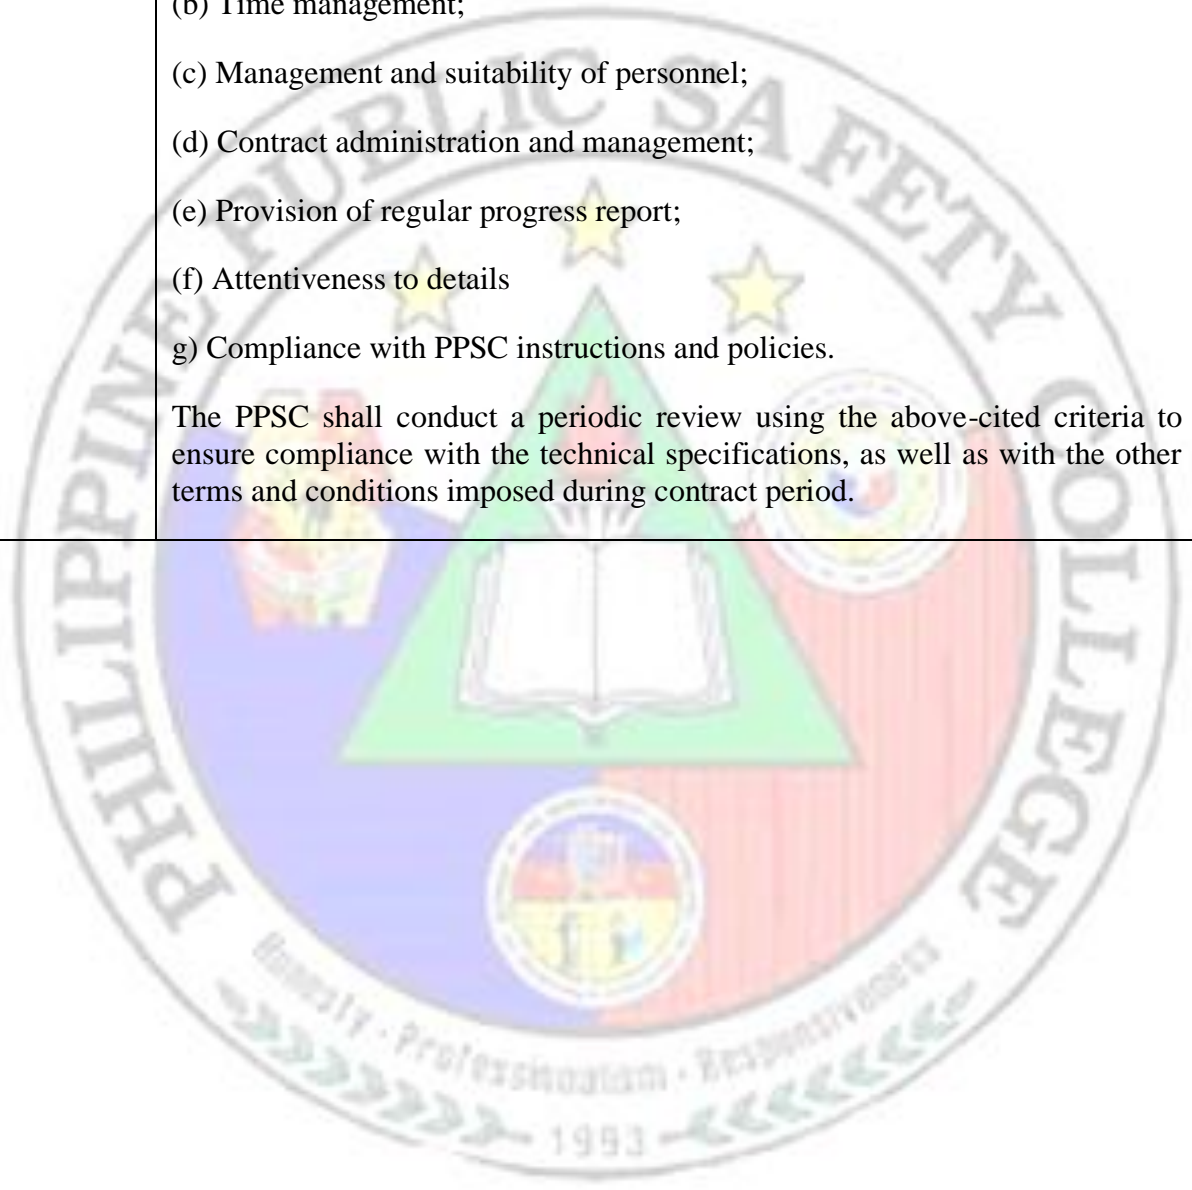 (b) Time management;
(c) Management and suitability of personnel;
(d) Contract administration and management;
(e) Provision of regular progress report;
(f) Attentiveness to details
g) Compliance with PPSC instructions and policies.
The PPSC shall conduct a periodic review using the above-cited criteria to
ensure compliance with the technical specifications, as well as with the other
terms and conditions imposed during contract period.
PHILIPPINE PUBLIC SAFETY COLLEGE
Honesty · Professionalism · Responsiveness
1993